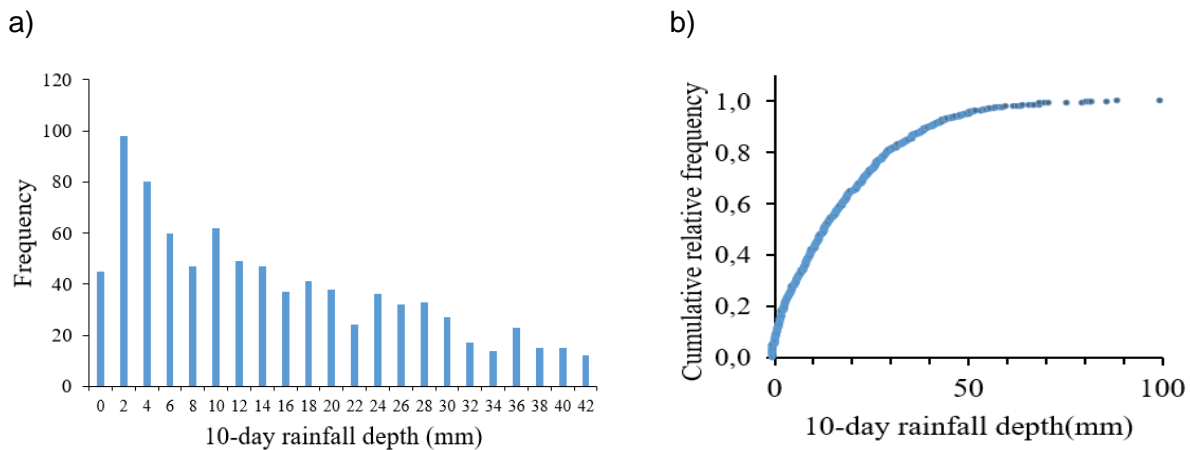 a)
120
100
80
60
40
20
0
Frequency
0 2 4 6 8 10 12 14 16 18 20 22 24 26 28 30 32 34 36 38 40 42
10-day rainfall depth (mm)
b)
1,0
0,8
0,6
0,4
0,2
0,0
Cumulative relative frequency
0 50 100
10-day rainfall depth(mm)